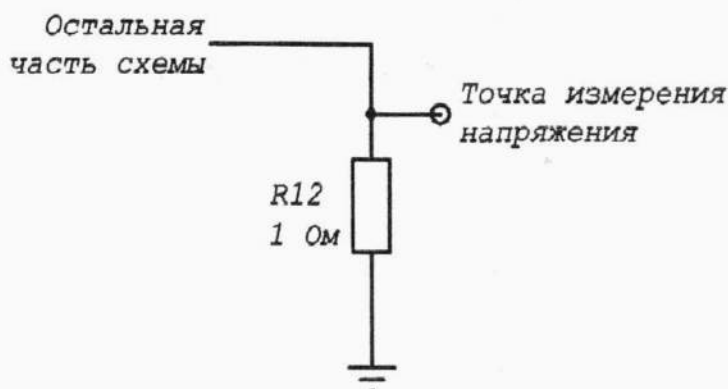 Остальная
часть схемы
Точка измерения
напряжения
R12
1 Ом